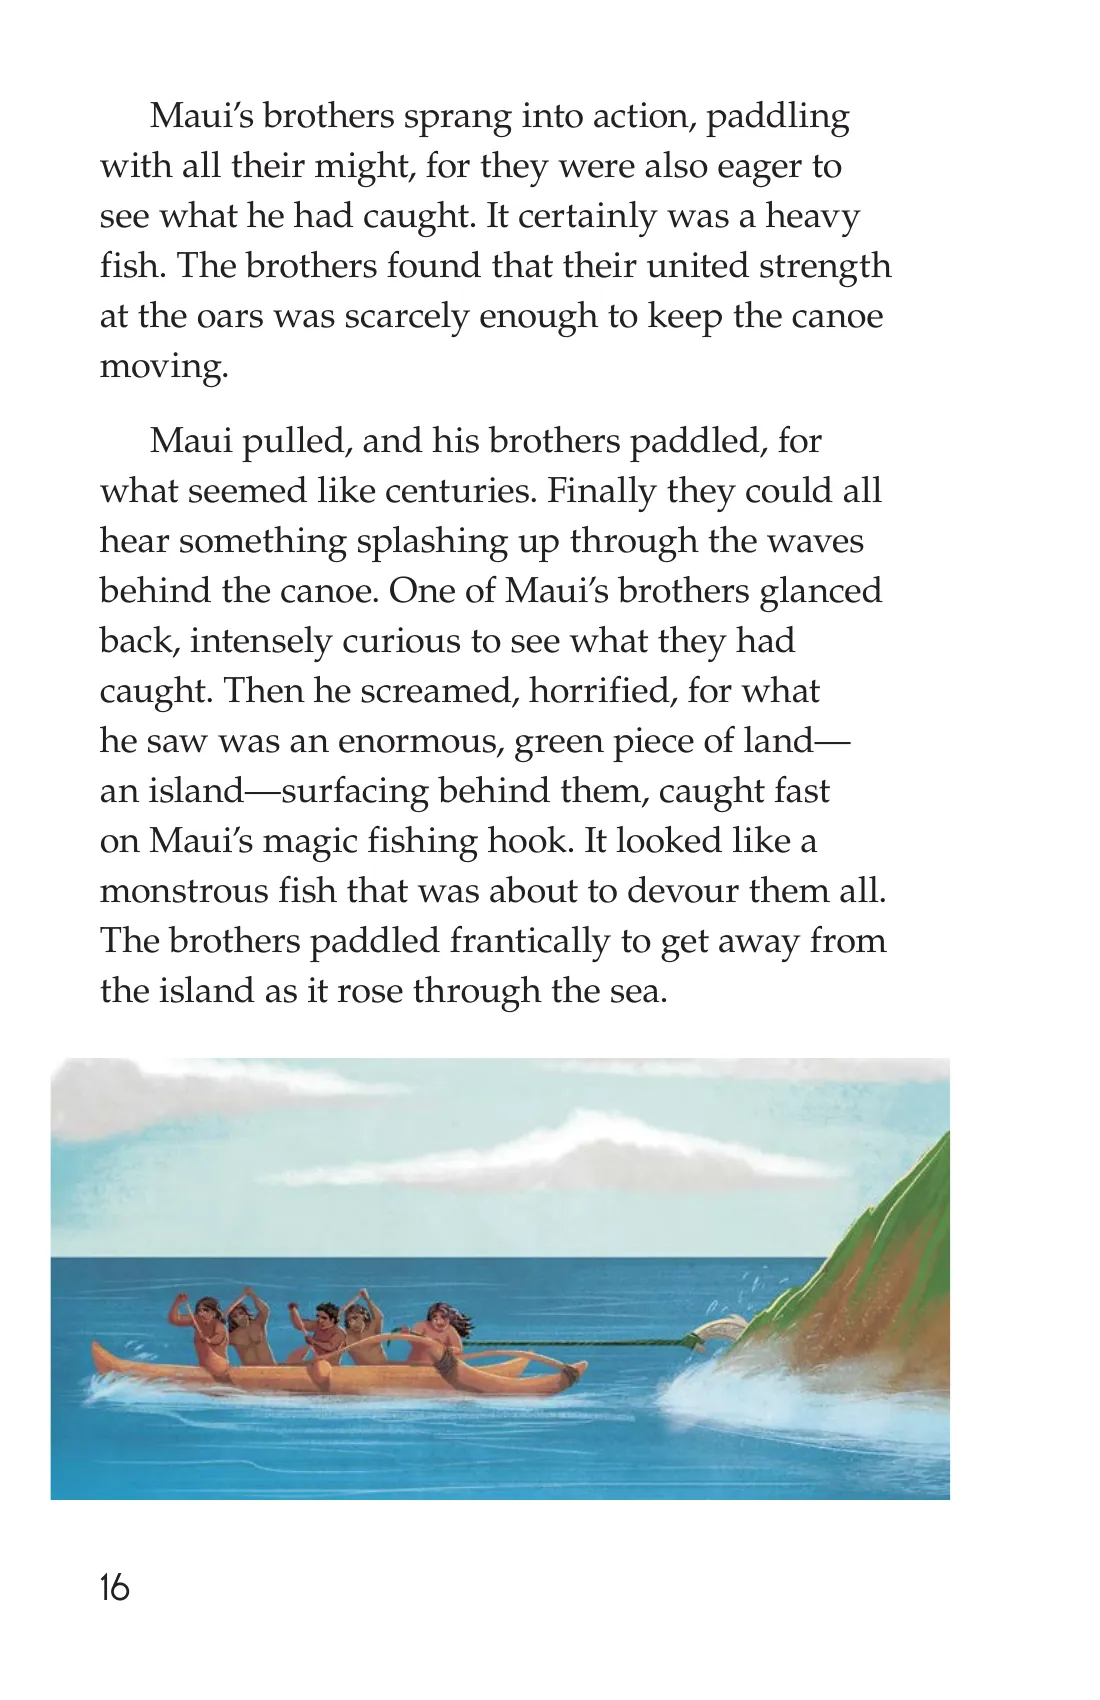 Maui’s brothers sprang into action, paddling
with all their might, for they were also eager to
see what he had caught. It certainly was a heavy
fish. The brothers found that their united strength
at the oars was scarcely enough to keep the canoe
moving.
Maui pulled, and his brothers paddled, for
what seemed like centuries. Finally they could all
hear something splashing up through the waves
behind the canoe. One of Maui’s brothers glanced
back, intensely curious to see what they had
caught. Then he screamed, horrified, for what
he saw was an enormous, green piece of land—
an island—surfacing behind them, caught fast
on Maui’s magic fishing hook. It looked like a
monstrous fish that was about to devour them all.
The brothers paddled frantically to get away from
the island as it rose through the sea.
16